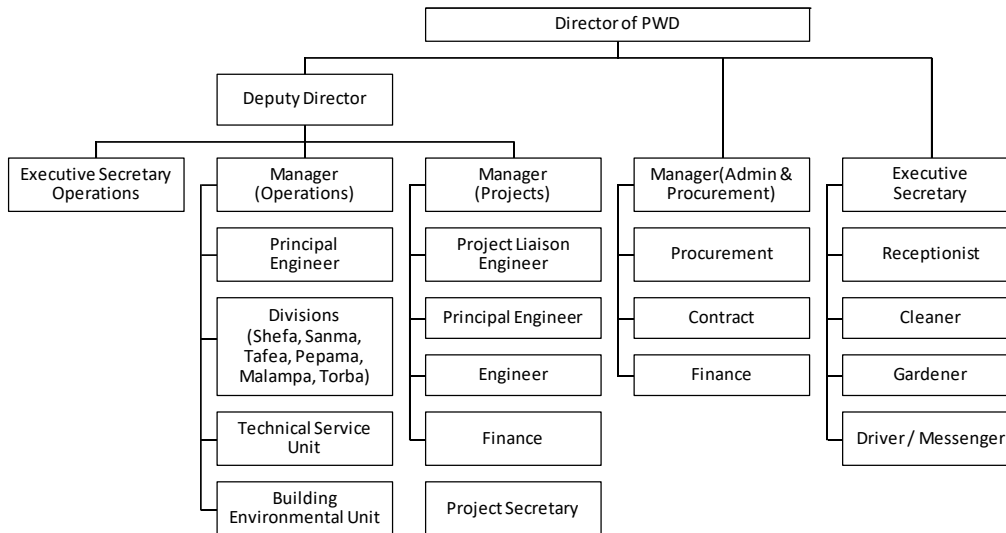 Director of PWD
Deputy Director
Executive Secretary
Operations
Manager
(Operations)
Manager
(Projects)
Manager(Admin &
Procurement)
Executive
Secretary
Principal
Engineer
Project Liaison
Engineer
Procurement
Receptionist
Divisions
(Shefa, Sanma,
Tafea, Pepama,
Malampa, Torba)
Principal Engineer
Contract
Cleaner
Engineer
Finance
Gardener
Technical Service
Unit
Finance
Driver / Messenger
Building
Environmental Unit
Project Secretary